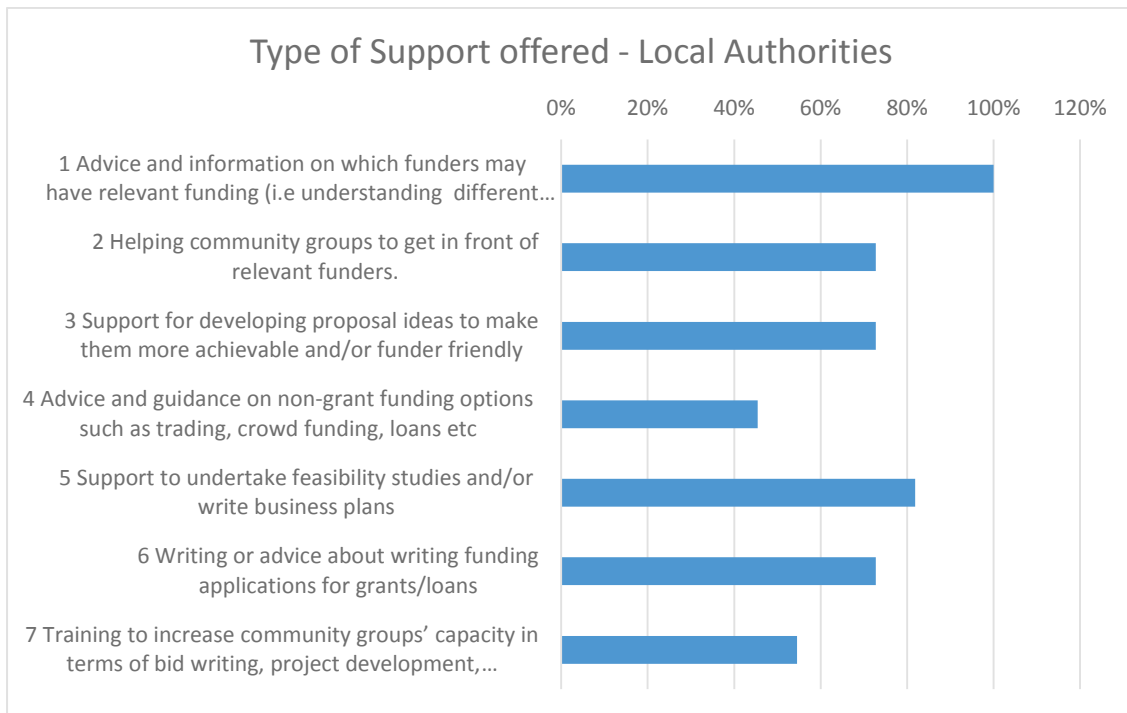 Type of Support offered - Local Authorities
0% 20% 40% 60% 80% 100% 120%
1 Advice and information on which funders may
have relevant funding (i.e understanding  different...
2 Helping community groups to get in front of
relevant funders.
3 Support for developing proposal ideas to make
them more achievable and/or funder friendly
4 Advice and guidance on non-grant funding options
such as trading, crowd funding, loans etc
5 Support to undertake feasibility studies and/or
write business plans
6 Writing or advice about writing funding
applications for grants/loans
7 Training to increase community groups’ capacity in
terms of bid writing, project development,...